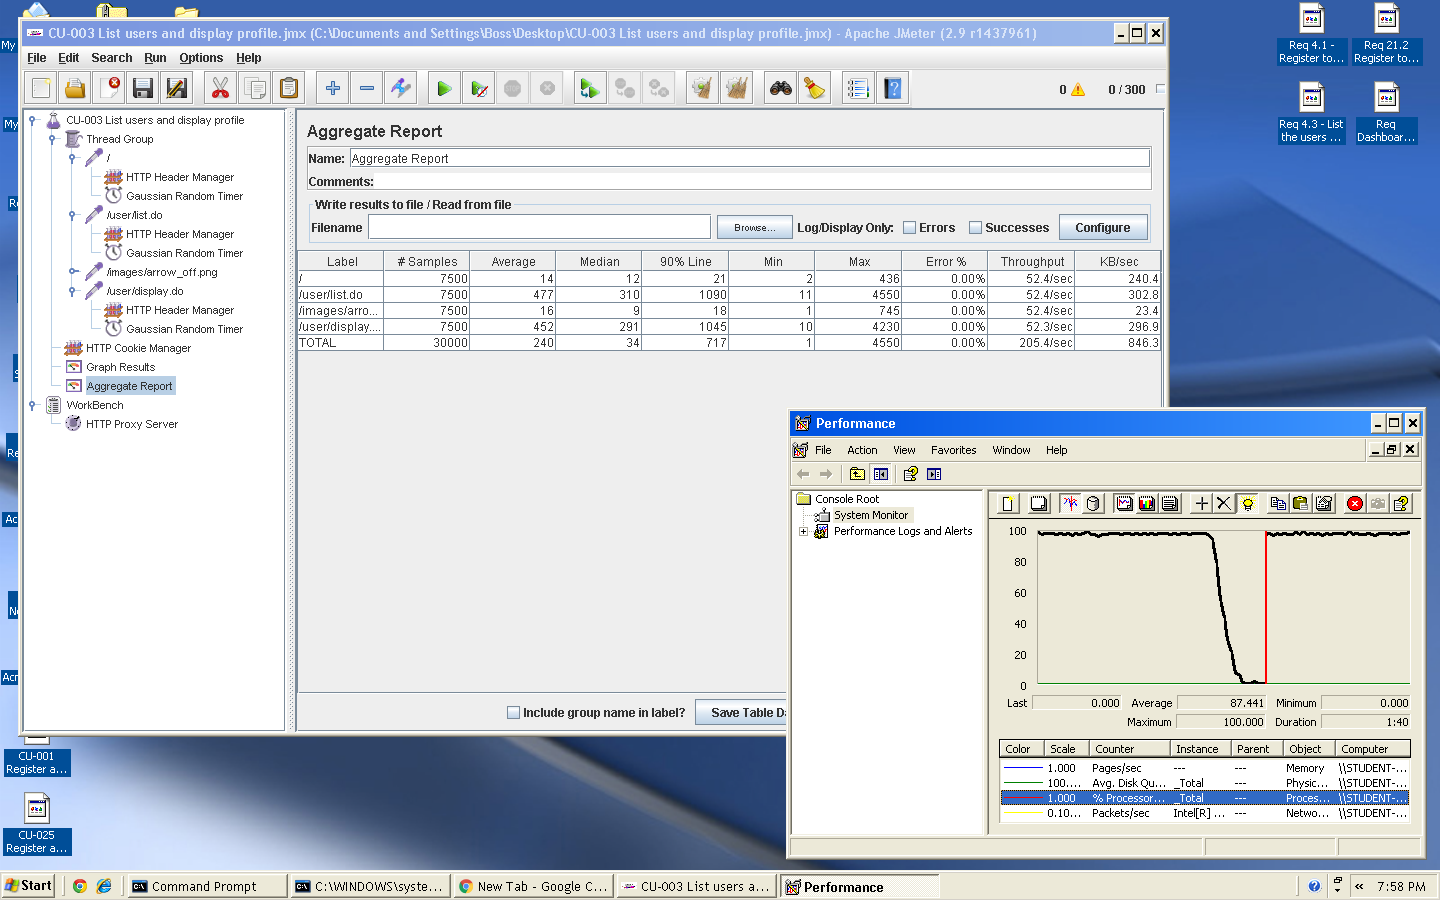 CU-003 List users and display profile.jmx (C:\Documents and Settings\Boss\Desktop\CU-003 List users and display profile.jmx) - Apache JMeter (2.9 r1437961)
File Edit Search Run Options Help
0 0 / 300
CU-003 List users and display profile
Thread Group
/
HTTP Header Manager
Gaussian Random Timer
/user/list.do
HTTP Header Manager
Gaussian Random Timer
/images/arrow_off.png
/user/display.do
HTTP Header Manager
Gaussian Random Timer
HTTP Cookie Manager
Graph Results
Aggregate Report
WorkBench
HTTP Proxy Server
Aggregate Report
Name: Aggregate Report
Comments:
Write results to file / Read from file
Filename Browse... Log/Display Only: Errors Successes Configure
Label # Samples Average Median 90% Line Min Max Error % Throughput KB/sec
/ 7500 14 12 21 2 436 0.00% 52.4/sec 240.4
/user/list.do 7500 477 310 1090 11 4550 0.00% 52.4/sec 302.8
/images/arro... 7500 16 9 18 1 745 0.00% 52.4/sec 23.4
/user/display.... 7500 452 291 1045 10 4230 0.00% 52.3/sec 296.9
TOTAL 30000 240 34 717 1 4550 0.00% 205.4/sec 846.3
Include group name in label? Save Table Da
Performance
File Action View Favorites Window Help
Console Root
System Monitor
Performance Logs and Alerts
100
80
60
40
20
0
Last 0.000 Average 87.441 Minimum 0.000
Maximum 100.000 Duration 1:40
Color Scale Counter Instance Parent Object Computer
1.000 Pages/sec --- --- Memory \\STUDENT-...
100.... Avg. Disk Qu... _Total --- Physic... \\STUDENT-...
1.000 % Processor... _Total --- Proces... \\STUDENT-...
0.10... Packets/sec Intel[R] ... --- Netwo... \\STUDENT-...
Req 4.1 -
Register to...
Req 21.2
Register to...
Req 4.3 - List
the users ...
Req
Dashboar...
My
My
Re
Re
Ac
Ne
Acr
CU-001
Register a...
CU-025
Register a...
Start Command Prompt C:\WINDOWS\syste... New Tab - Google C... CU-003 List users a... Performance « 7:58 PM